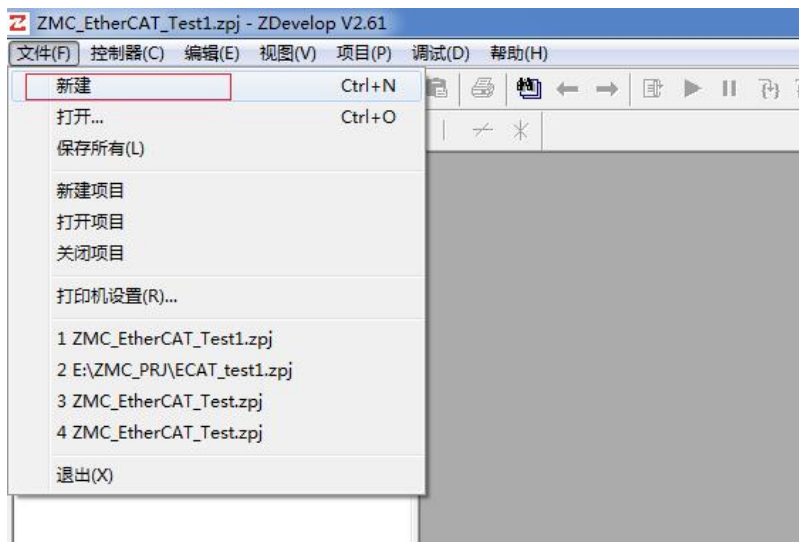 ZMC_EtherCAT_Test1.zpj - ZDevelop V2.61
文件(F) 控制器(C) 编辑(E) 视图(V) 项目(P) 调试(D) 帮助(H)
新建 Ctrl+N
打开... Ctrl+O
保存所有(L)
新建项目
打开项目
关闭项目
打印机设置(R)...
1 ZMC_EtherCAT_Test1.zpj
2 E:\ZMC_PRJ\ECAT_test1.zpj
3 ZMC_EtherCAT_Test.zpj
4 ZMC_EtherCAT_Test.zpj
退出(X)